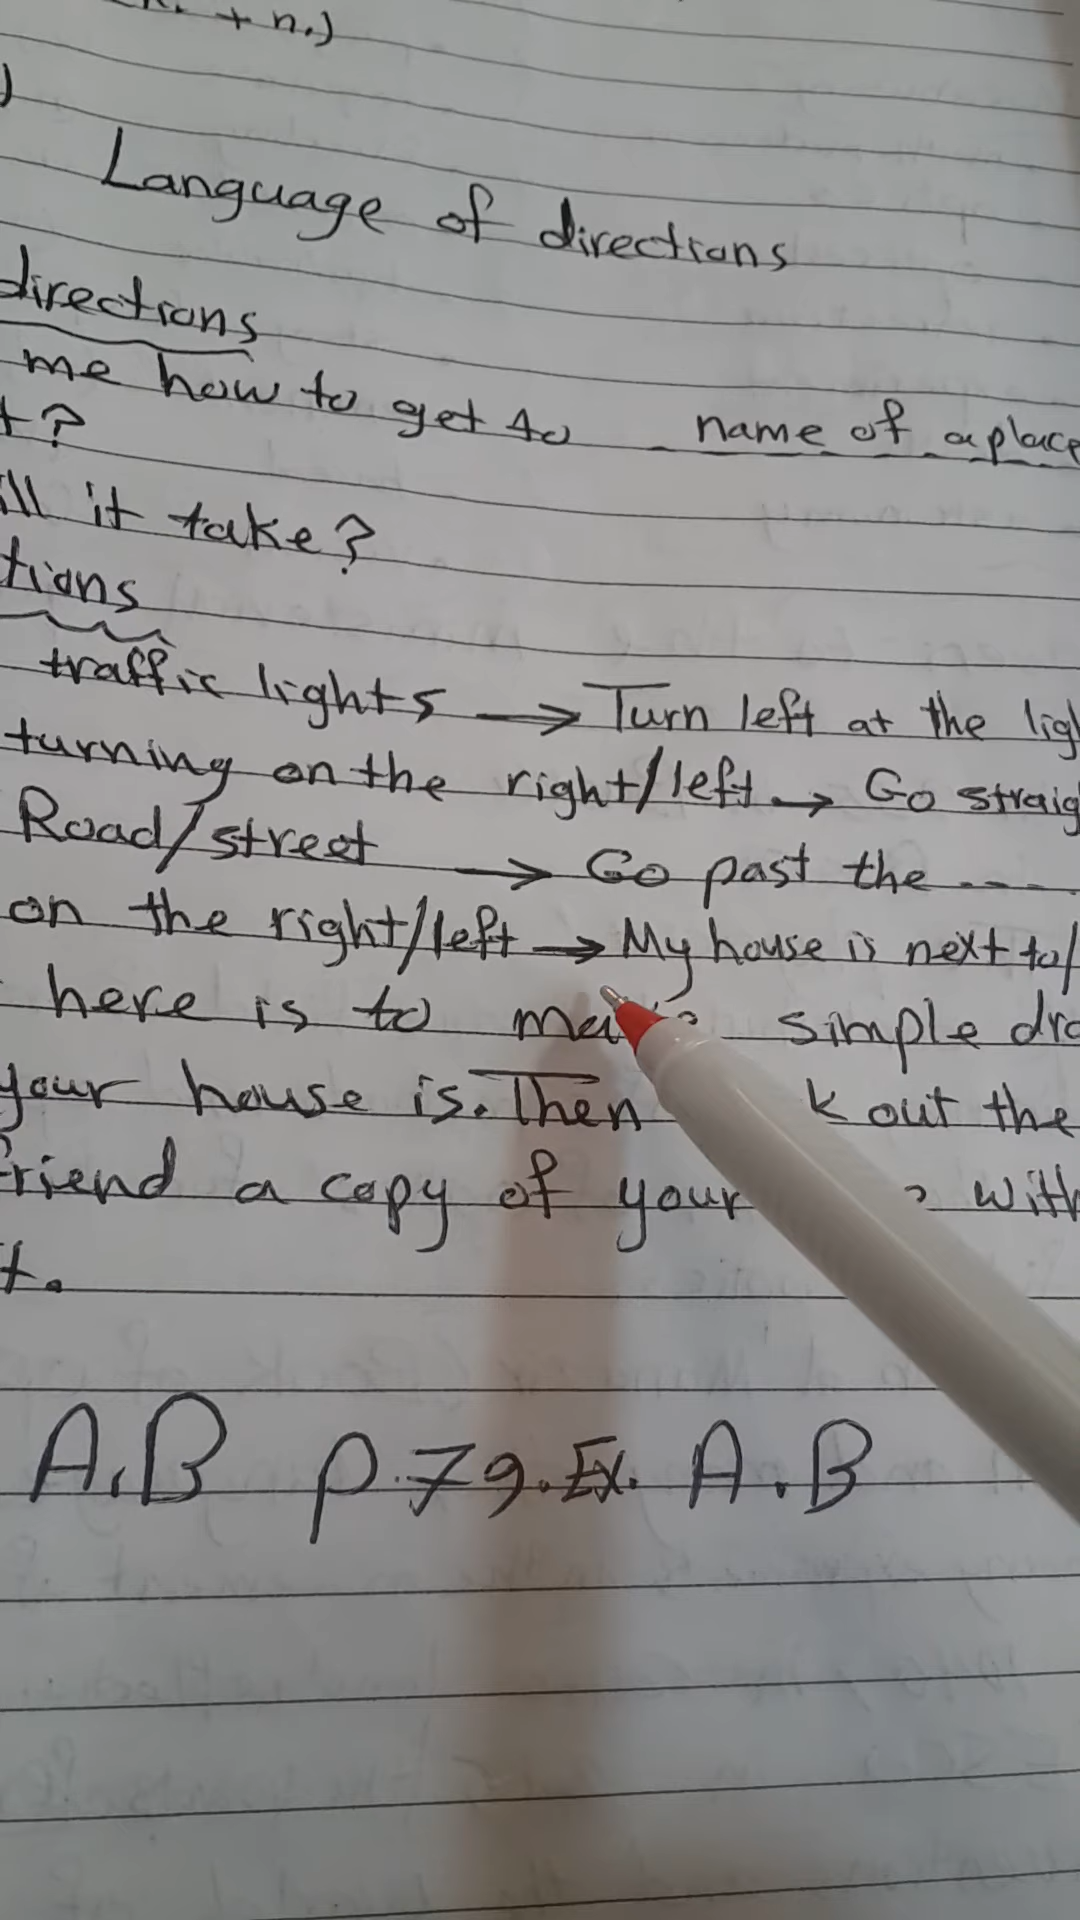 + n.)
)
Language of directions
directions
me how to get to name of a place
t?
ill it take?
tions
traffic lights → Turn left at the lig
turning on the right/left → Go straig
Road/street → Go past the ----
on the right/left → My house is next to/
here is to simple dra
your house is. Then k out the
friend a copy of your with
t.
A.B p.79. Ex. A.B